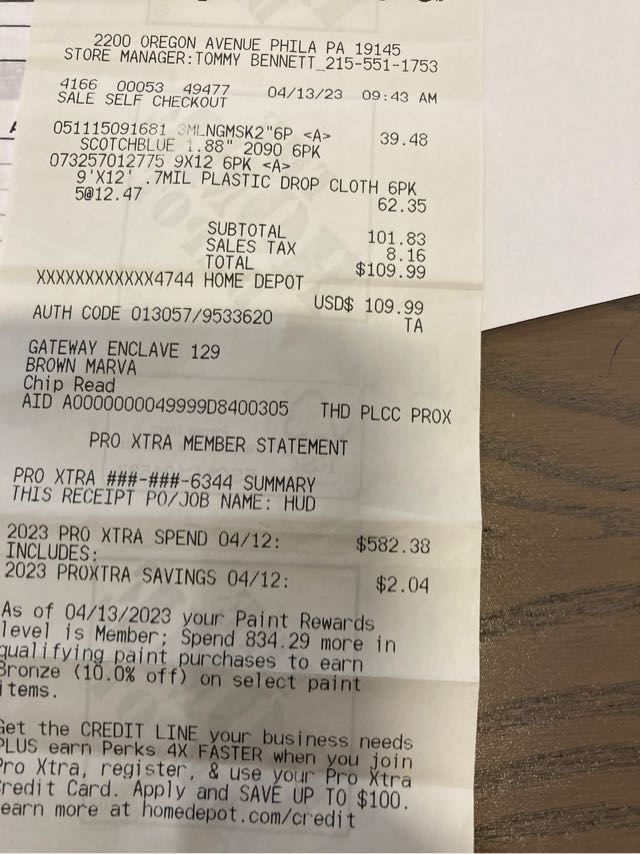 2200 OREGON AVENUE PHILA PA 19145
STORE MANAGER:TOMMY BENNETT 215-551-1753
4166 00053 49477 04/13/23 09:43 AM
SALE SELF CHECKOUT
051115091681 3MLNGMSK2"6P <A> 39.48
SCOTCHBLUE 1.88" 2090 6PK
073257012775 9X12 6PK <A>
9'X12' .7MIL PLASTIC DROP CLOTH 6PK
5@12.47 62.35
SUBTOTAL 101.83
SALES TAX 8.16
TOTAL $109.99
XXXXXXXXXXXX4744 HOME DEPOT
USD$ 109.99
AUTH CODE 013057/9533620 TA
GATEWAY ENCLAVE 129
BROWN MARVA
Chip Read
AID A0000000049999D8400305 THD PLCC PROX
PRO XTRA MEMBER STATEMENT
PRO XTRA ###-###-6344 SUMMARY
THIS RECEIPT PO/JOB NAME: HUD
2023 PRO XTRA SPEND 04/12: $582.38
INCLUDES:
2023 PROXTRA SAVINGS 04/12: $2.04
As of 04/13/2023 your Paint Rewards
level is Member; Spend 834.29 more in
qualifying paint purchases to earn
Bronze (10.0% off) on select paint
items.
Get the CREDIT LINE your business needs
PLUS earn Perks 4X FASTER when you join
Pro Xtra, register, & use your Pro Xtra
Credit Card. Apply and SAVE UP TO $100.
Learn more at homedepot.com/credit